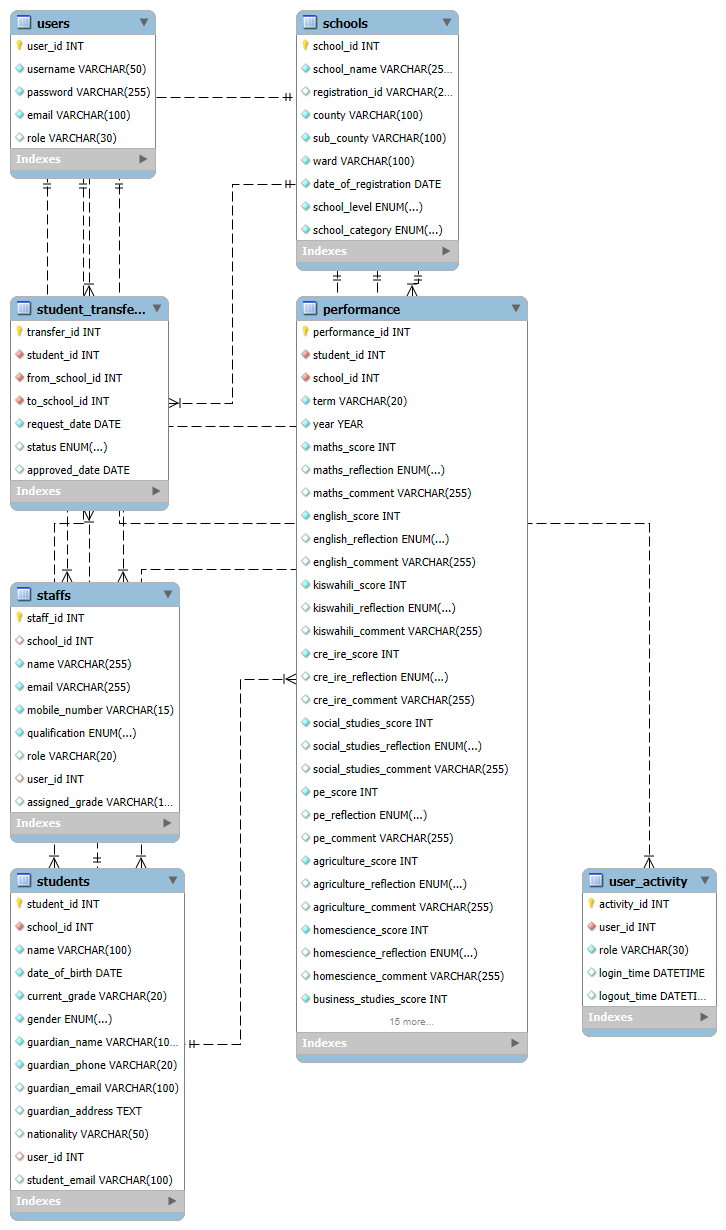 users
user_id INT
username VARCHAR(50)
password VARCHAR(255)
email VARCHAR(100)
role VARCHAR(30)
Indexes
schools
school_id INT
school_name VARCHAR(25...
registration_id VARCHAR(2...
county VARCHAR(100)
sub_county VARCHAR(100)
ward VARCHAR(100)
date_of_registration DATE
school_level ENUM(...)
school_category ENUM(...)
Indexes
student_transfe...
transfer_id INT
student_id INT
from_school_id INT
to_school_id INT
request_date DATE
status ENUM(...)
approved_date DATE
Indexes
performance
performance_id INT
student_id INT
school_id INT
term VARCHAR(20)
year YEAR
maths_score INT
maths_reflection ENUM(...)
maths_comment VARCHAR(255)
english_score INT
english_reflection ENUM(...)
english_comment VARCHAR(255)
kiswahili_score INT
kiswahili_reflection ENUM(...)
kiswahili_comment VARCHAR(255)
cre_ire_score INT
cre_ire_reflection ENUM(...)
cre_ire_comment VARCHAR(255)
social_studies_score INT
social_studies_reflection ENUM(...)
social_studies_comment VARCHAR(255)
pe_score INT
pe_reflection ENUM(...)
pe_comment VARCHAR(255)
agriculture_score INT
agriculture_reflection ENUM(...)
agriculture_comment VARCHAR(255)
homescience_score INT
homescience_reflection ENUM(...)
homescience_comment VARCHAR(255)
business_studies_score INT
15 more...
Indexes
staffs
staff_id INT
school_id INT
name VARCHAR(255)
email VARCHAR(255)
mobile_number VARCHAR(15)
qualification ENUM(...)
role VARCHAR(20)
user_id INT
assigned_grade VARCHAR(1...
Indexes
students
student_id INT
school_id INT
name VARCHAR(100)
date_of_birth DATE
current_grade VARCHAR(20)
gender ENUM(...)
guardian_name VARCHAR(10...
guardian_phone VARCHAR(20)
guardian_email VARCHAR(100)
guardian_address TEXT
nationality VARCHAR(50)
user_id INT
student_email VARCHAR(100)
Indexes
user_activity
activity_id INT
user_id INT
role VARCHAR(30)
login_time DATETIME
logout_time DATETI...
Indexes